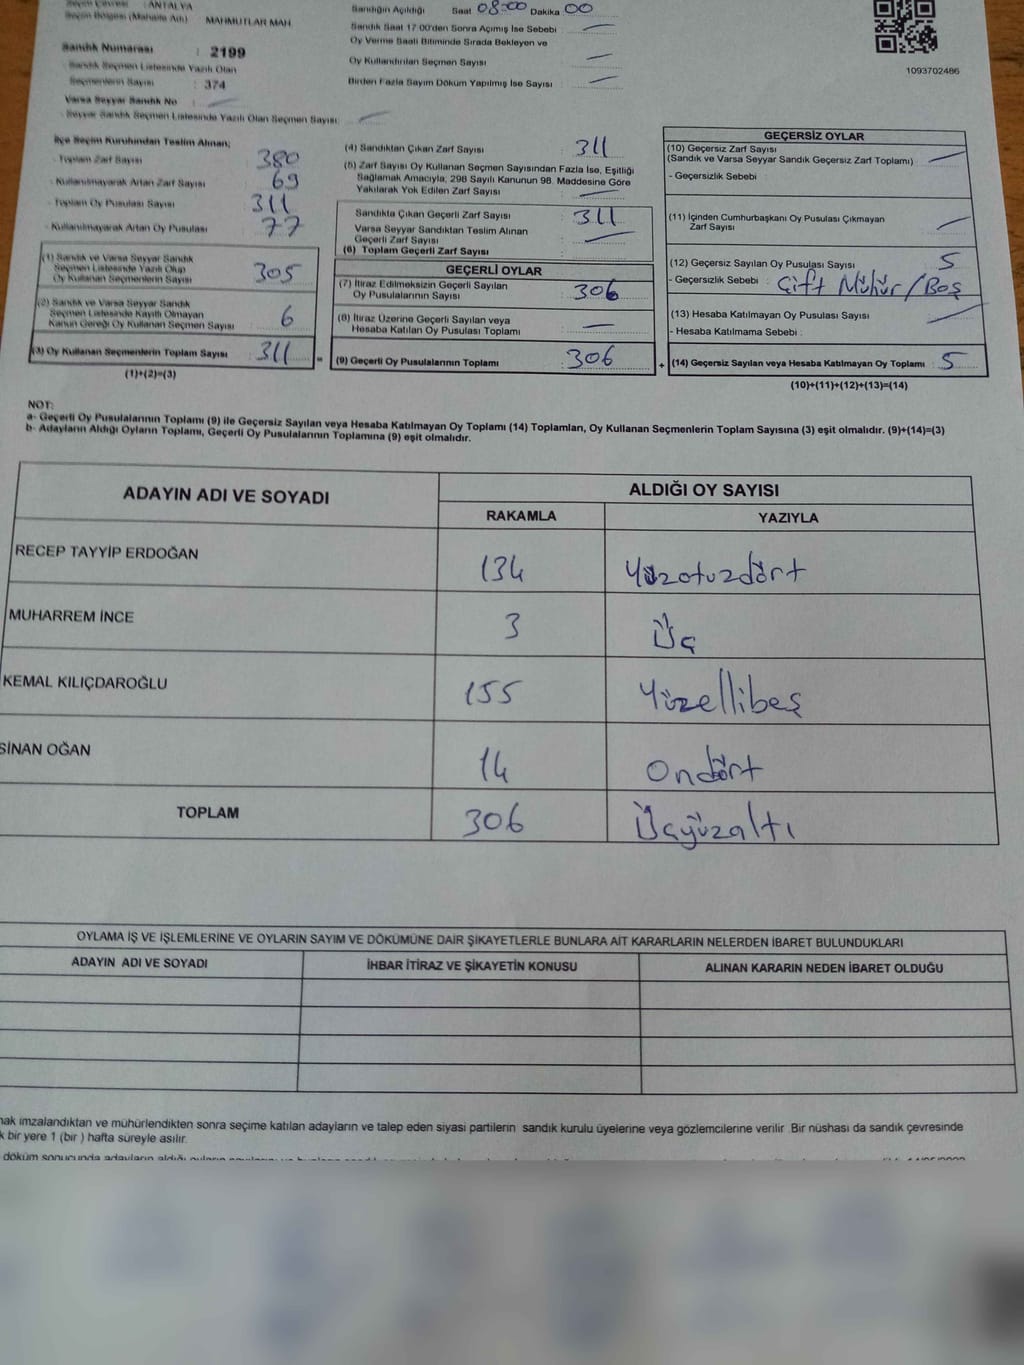 Seçim Çevresi : ANTALYA
Seçim Bölgesi (Mahalle Adı) MAHMUTLAR MAH.
Sandık Numarası : 2199
Sandık Seçmen Listesinde Yazılı Olan
Seçmenlerin Sayısı : 374
Varsa Seyyar Sandık No :
Seyyar Sandık Seçmen Listesinde Yazılı Olan Seçmen Sayısı:
Sandığın Açıldığı Saat 08:00 Dakika 00
Sandık Saat 17:00'den Sonra Açımış İse Sebebi :
Oy Verme Saati Bitiminde Sırada Bekleyen ve
Oy Kullandırılan Seçmen Sayısı :
Birden Fazla Sayım Döküm Yapılmış İse Sayısı :
1093702486
İlçe Seçim Kurulundan Teslim Alınan;
Toplam Zarf Sayısı : 380
Kullanılmayarak Artan Zarf Sayısı : 69
Toplam Oy Pusulası Sayısı : 311
Kullanılmayarak Artan Oy Pusulası : 77
(1) Sandık ve Varsa Seyyar Sandık
Seçmen Listesinde Yazılı Olup
Oy Kullanan Seçmenlerin Sayısı : 305
(2) Sandık ve Varsa Seyyar Sandık
Seçmen Listesinde Kayıtlı Olmayan
Kanun Gereği Oy Kullanan Seçmen Sayısı : 6
(3) Oy Kullanan Seçmenlerin Toplam Sayısı : 311 =
(1)+(2)=(3)
(4) Sandıktan Çıkan Zarf Sayısı : 311
(5) Zarf Sayısı Oy Kullanan Seçmen Sayısından Fazla İse, Eşitliği
Sağlamak Amacıyla; 298 Sayılı Kanunun 98. Maddesine Göre
Yakılarak Yok Edilen Zarf Sayısı :
Sandıkta Çıkan Geçerli Zarf Sayısı : 311
Varsa Seyyar Sandıktan Teslim Alınan
Geçerli Zarf Sayısı :
(6) Toplam Geçerli Zarf Sayısı :
GEÇERLİ OYLAR
(7) İtiraz Edilmeksizin Geçerli Sayılan
Oy Pusulalarının Sayısı : 306
(8) İtiraz Üzerine Geçerli Sayılan veya
Hesaba Katılan Oy Pusulası Toplamı :
(9) Geçerli Oy Pusulalarının Toplamı : 306 +
GEÇERSİZ OYLAR
(10) Geçersiz Zarf Sayısı
(Sandık ve Varsa Seyyar Sandık Geçersiz Zarf Toplamı) :
- Geçersizlik Sebebi :
(11) İçinden Cumhurbaşkanı Oy Pusulası Çıkmayan
Zarf Sayısı :
(12) Geçersiz Sayılan Oy Pusulası Sayısı : 5
- Geçersizlik Sebebi : Çift Mühür/Boş
(13) Hesaba Katılmayan Oy Pusulası Sayısı :
- Hesaba Katılmama Sebebi :
(14) Geçersiz Sayılan veya Hesaba Katılmayan Oy Toplamı : 5
(10)+(11)+(12)+(13)=(14)
NOT:
a- Geçerli Oy Pusulalarının Toplamı (9) ile Geçersiz Sayılan veya Hesaba Katılmayan Oy Toplamı (14) Toplamları, Oy Kullanan Seçmenlerin Toplam Sayısına (3) eşit olmalıdır. (9)+(14)=(3)
b- Adayların Aldığı Oyların Toplamı, Geçerli Oy Pusulalarının Toplamına (9) eşit olmalıdır.
ADAYIN ADI VE SOYADI
ALDIĞI OY SAYISI
RAKAMLA YAZIYLA
RECEP TAYYİP ERDOĞAN 134 Yüzotuzdört
MUHARREM İNCE 3 Üç
KEMAL KILIÇDAROĞLU 155 Yüzellibeş
SİNAN OĞAN 14 Ondört
TOPLAM 306 Üçyüzaltı
OYLAMA İŞ VE İŞLEMLERİNE VE OYLARIN SAYIM VE DÖKÜMÜNE DAİR ŞİKAYETLERLE BUNLARA AİT KARARLARIN NELERDEN İBARET BULUNDUKLARI
ADAYIN ADI VE SOYADI İHBAR İTİRAZ VE ŞİKAYETİN KONUSU ALINAN KARARIN NEDEN İBARET OLDUĞU
imzalandıktan ve mühürlendikten sonra seçime katılan adayların ve talep eden siyasi partilerin sandık kurulu üyelerine veya gözlemcilerine verilir. Bir nüshası da sandık çevresinde
bir yere 1 (bir ) hafta süreyle asılır.
döküm sonucunda adayların aldığı